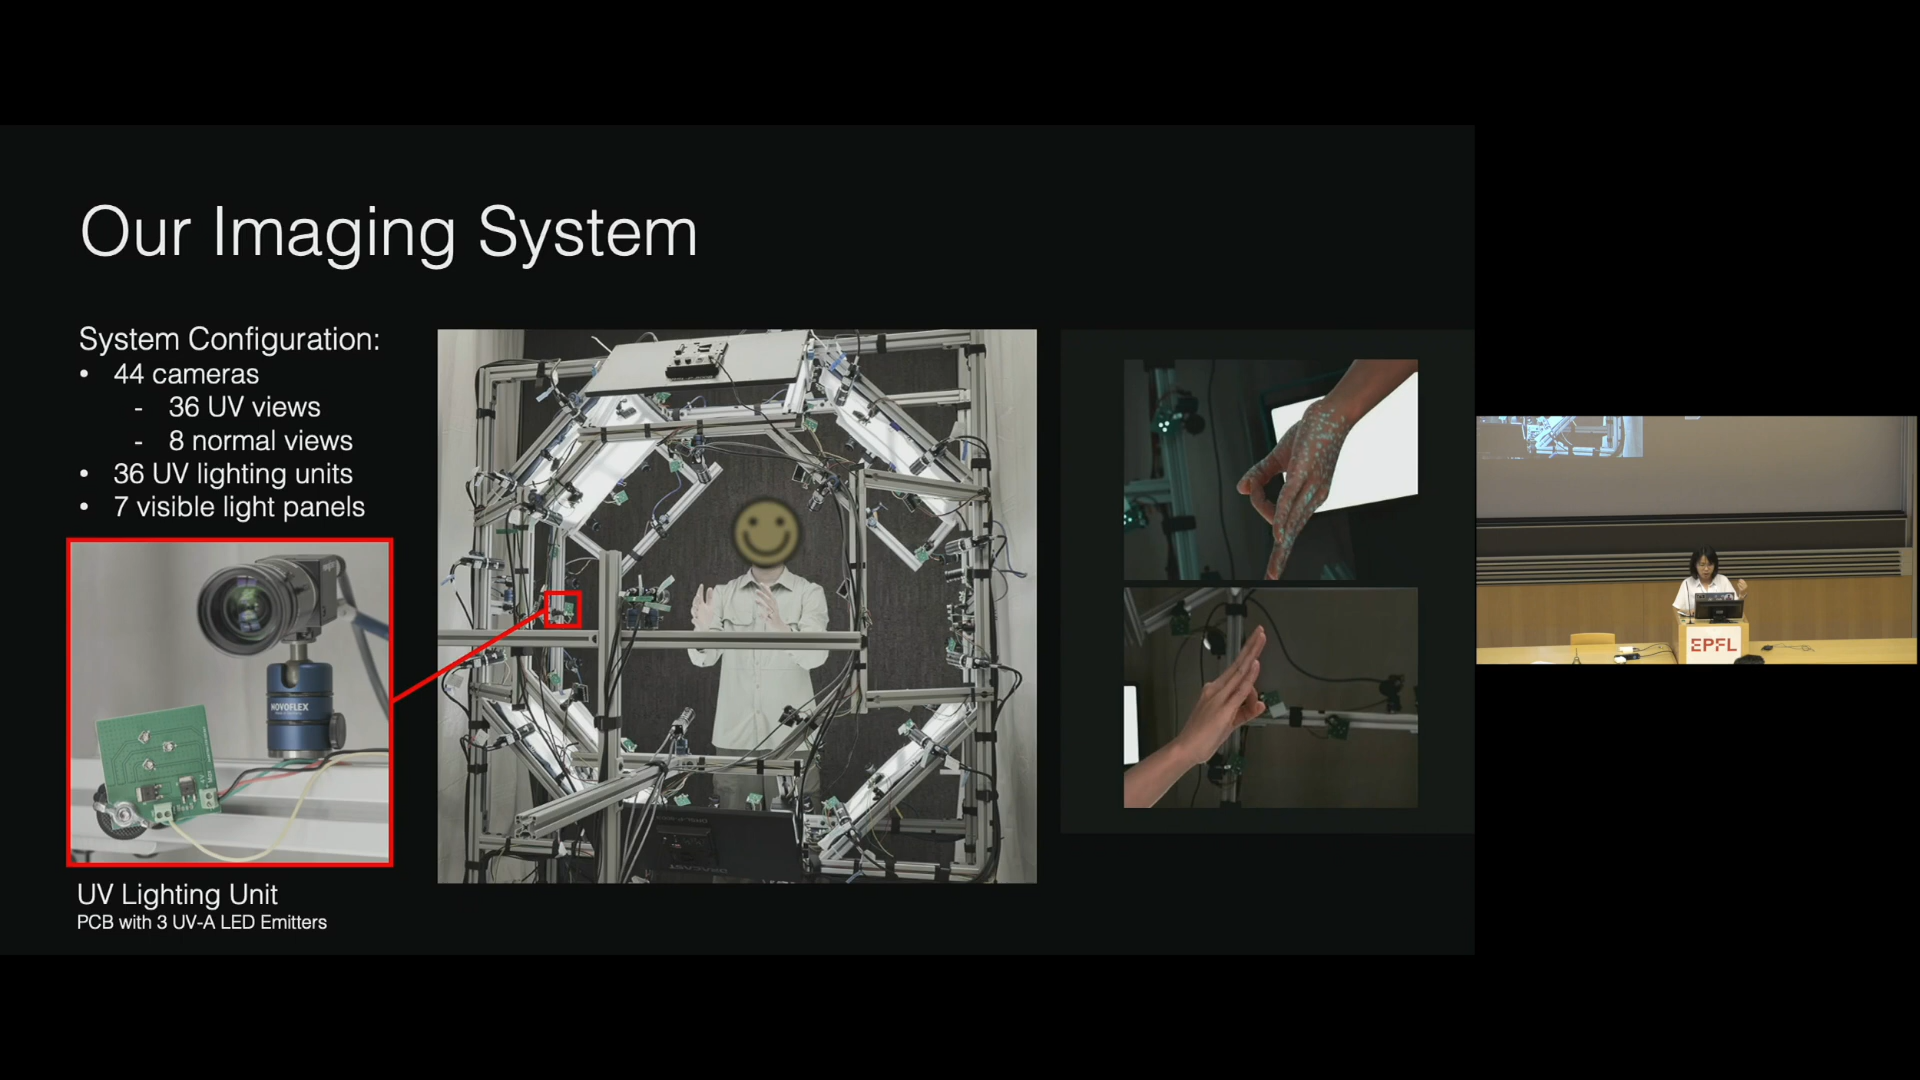 Our Imaging System
System Configuration:
• 44 cameras
- 36 UV views
- 8 normal views
• 36 UV lighting units
• 7 visible light panels
NOVOFLEX
UV Lighting Unit
PCB with 3 UV-A LED Emitters
EPFL